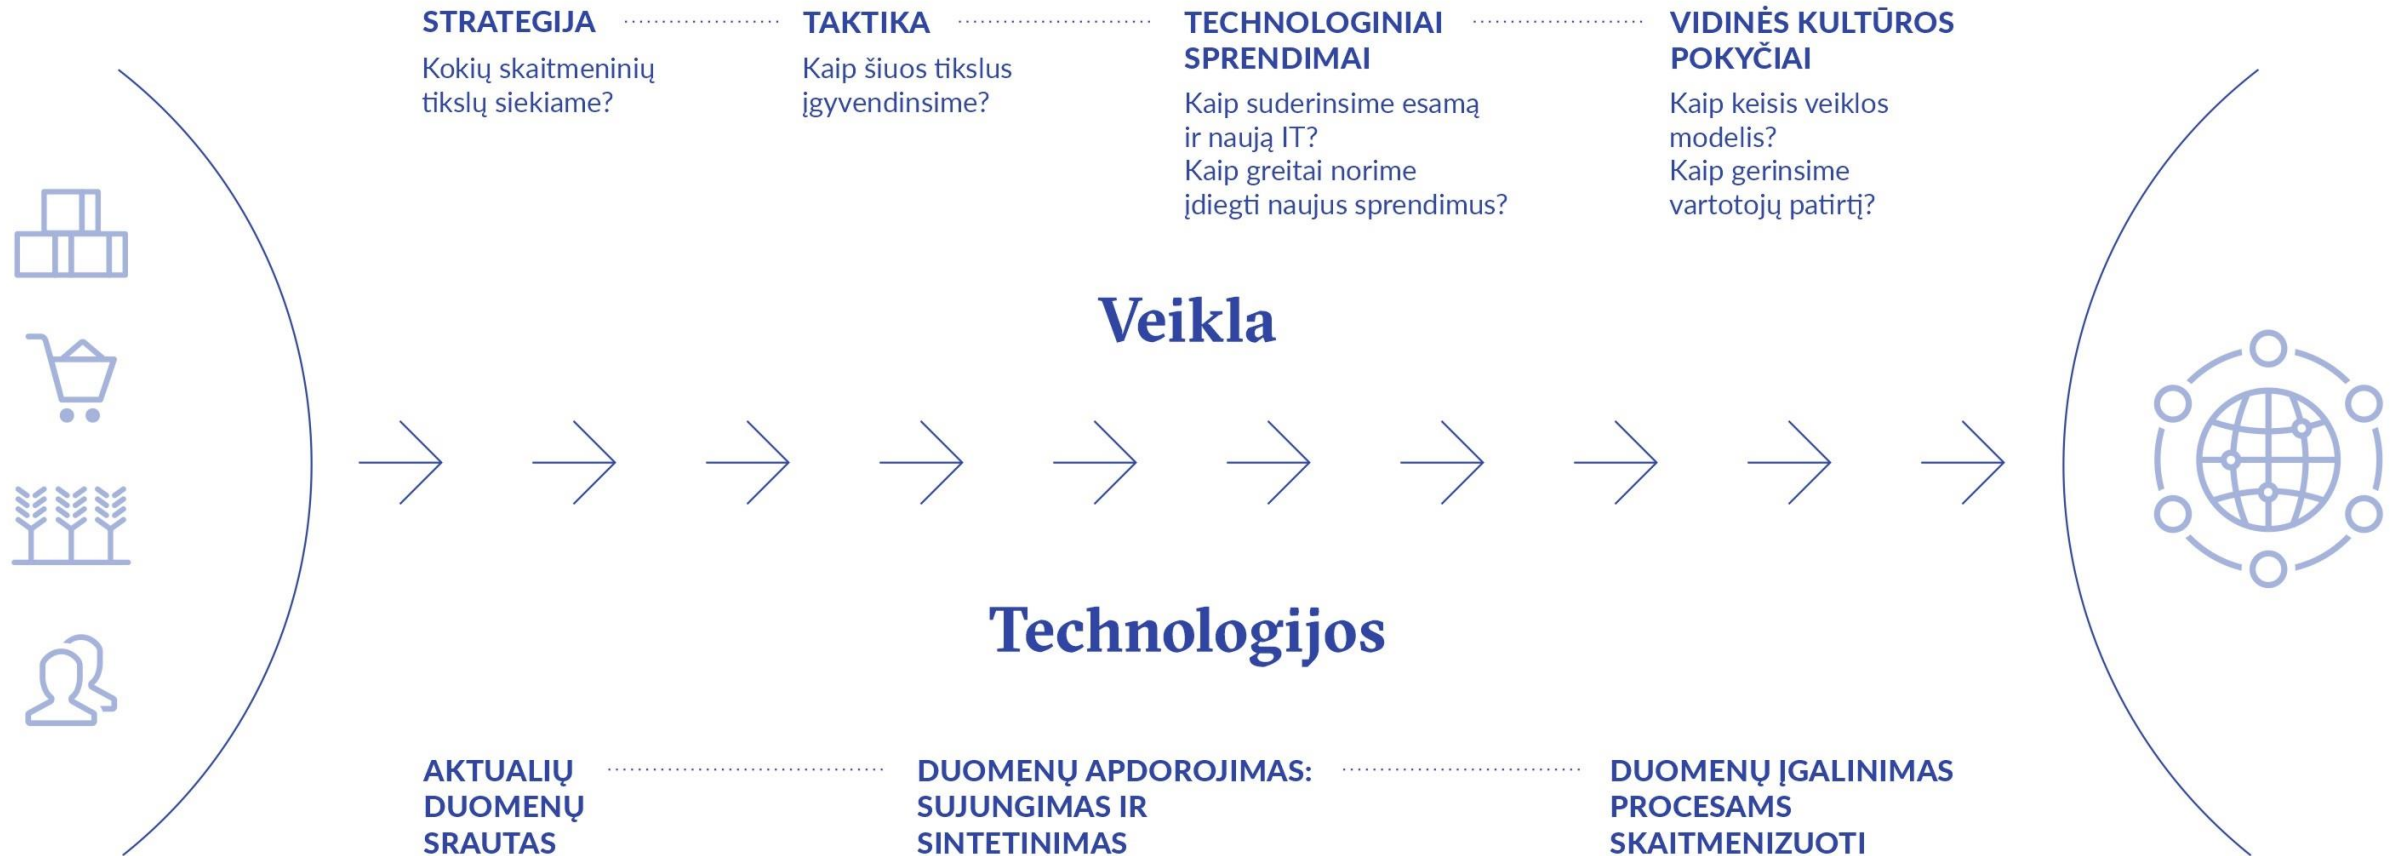 STRATEGIJA
Kokių skaitmeninių
tikslų siekiame?
TAKTIKA
Kaip šiuos tikslus
įgyvendinsime?
TECHNOLOGINIAI
SPRENDIMAI
Kaip suderinsime esamą
ir naują IT?
Kaip greitai norime
įdiegti naujus sprendimus?
VIDINĖS KULTŪROS
POKYČIAI
Kaip keisis veiklos
modelis?
Kaip gerinsime
vartotojų patirtį?
Veikla
Technologijos
AKTUALIŲ
DUOMENŲ
SRAUTAS
DUOMENŲ APDOROJIMAS:
SUJUNGIMAS IR
SINTETINIMAS
DUOMENŲ ĮGALINIMAS
PROCESAMS
SKAITMENIZUOTI